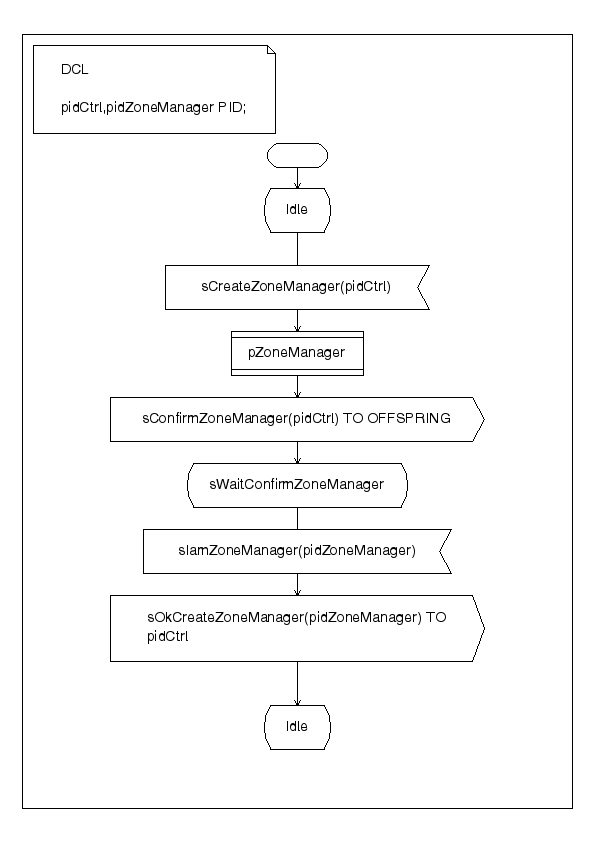 DCL
pidCtrl,pidZoneManager PID;
Idle
sCreateZoneManager(pidCtrl)
pZoneManager
sConfirmZoneManager(pidCtrl) TO OFFSPRING
sWaitConfirmZoneManager
sIamZoneManager(pidZoneManager)
sOkCreateZoneManager(pidZoneManager) TO
pidCtrl
Idle